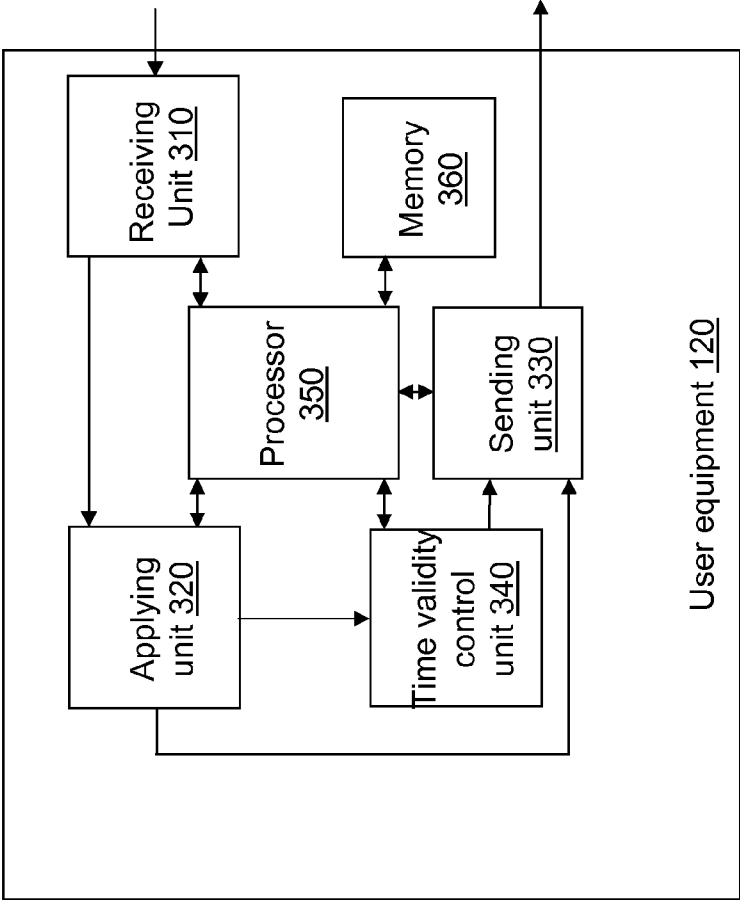 Receiving
Unit 310
Memory
360
Processor
350
Sending
unit 330
Applying
unit 320
Time validity
control
unit 340
User equipment 120